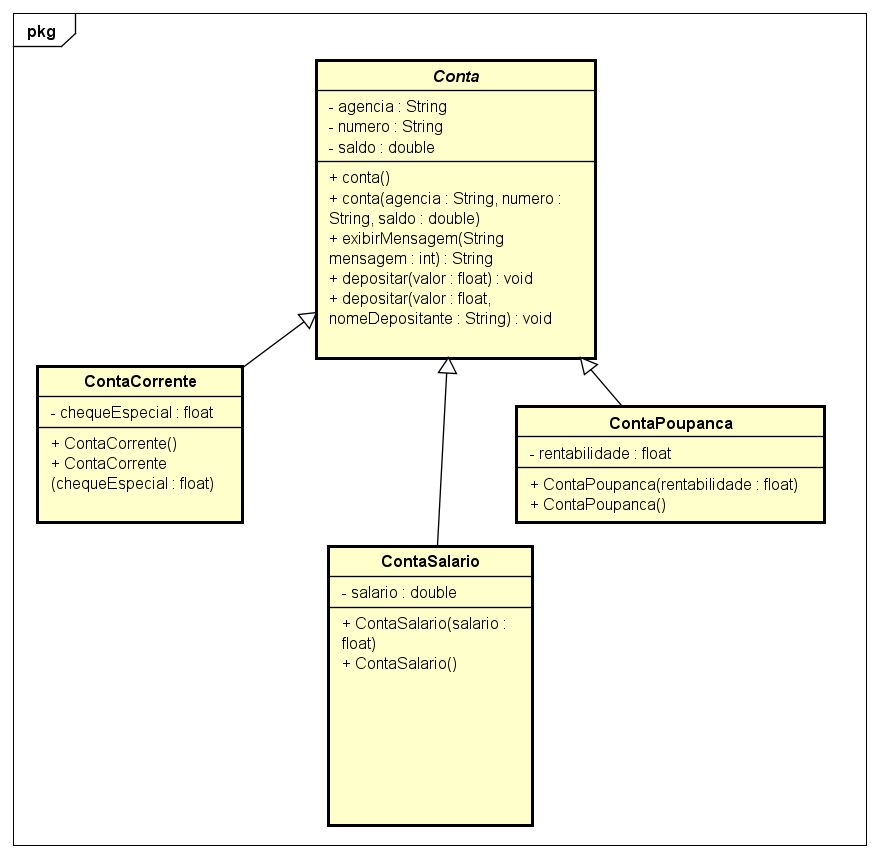 pkg
Conta
- agencia : String
- numero : String
- saldo : double
+ conta()
+ conta(agencia : String, numero :
String, saldo : double)
+ exibirMensagem(String
mensagem : int) : String
+ depositar(valor : float) : void
+ depositar(valor : float,
nomeDepositante : String) : void
ContaCorrente
- chequeEspecial : float
+ ContaCorrente()
+ ContaCorrente
(chequeEspecial : float)
ContaPoupanca
- rentabilidade : float
+ ContaPoupanca(rentabilidade : float)
+ ContaPoupanca()
ContaSalario
- salario : double
+ ContaSalario(salario :
float)
+ ContaSalario()